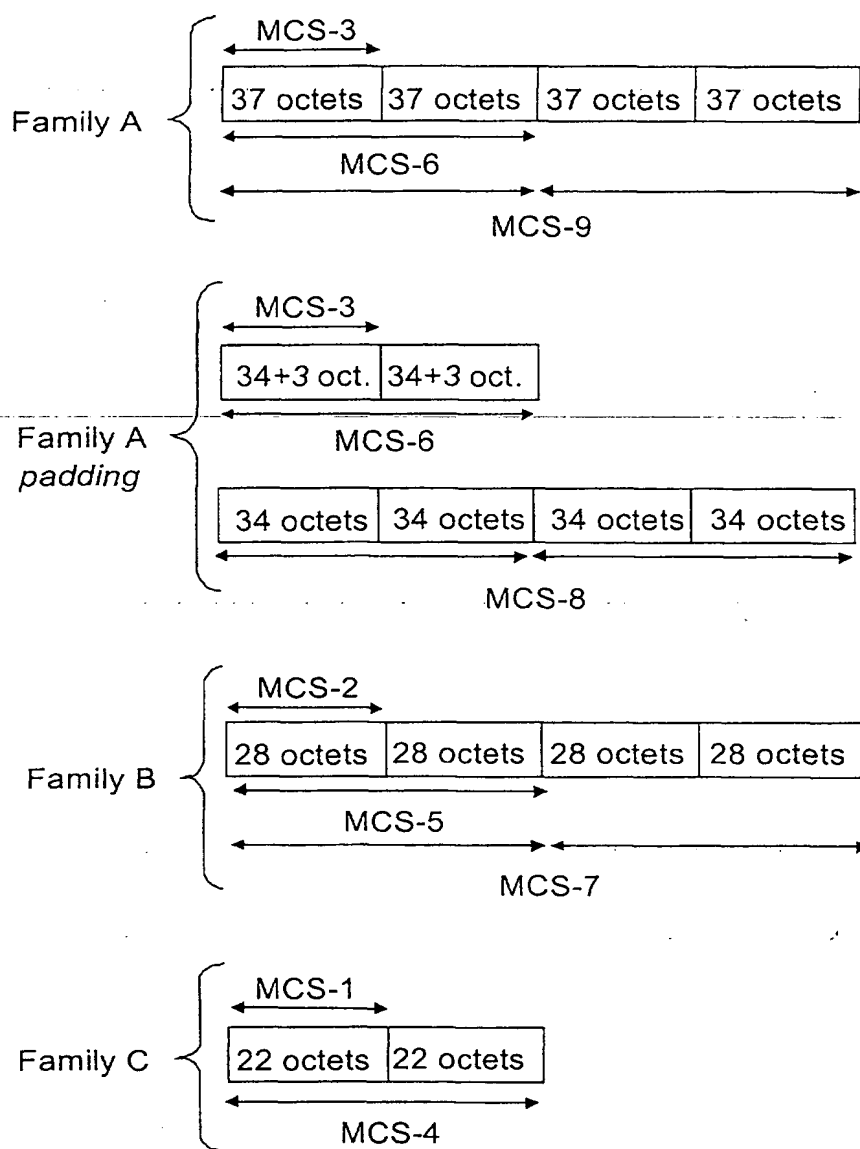 MCS-3
37 octets 37 octets 37 octets 37 octets
Family A
MCS-6
MCS-9
MCS-3
34+3 oct. 34+3 oct.
MCS-6
Family A
padding
34 octets 34 octets 34 octets 34 octets
MCS-8
MCS-2
28 octets 28 octets 28 octets 28 octets
Family B
MCS-5
MCS-7
MCS-1
22 octets 22 octets
Family C
MCS-4